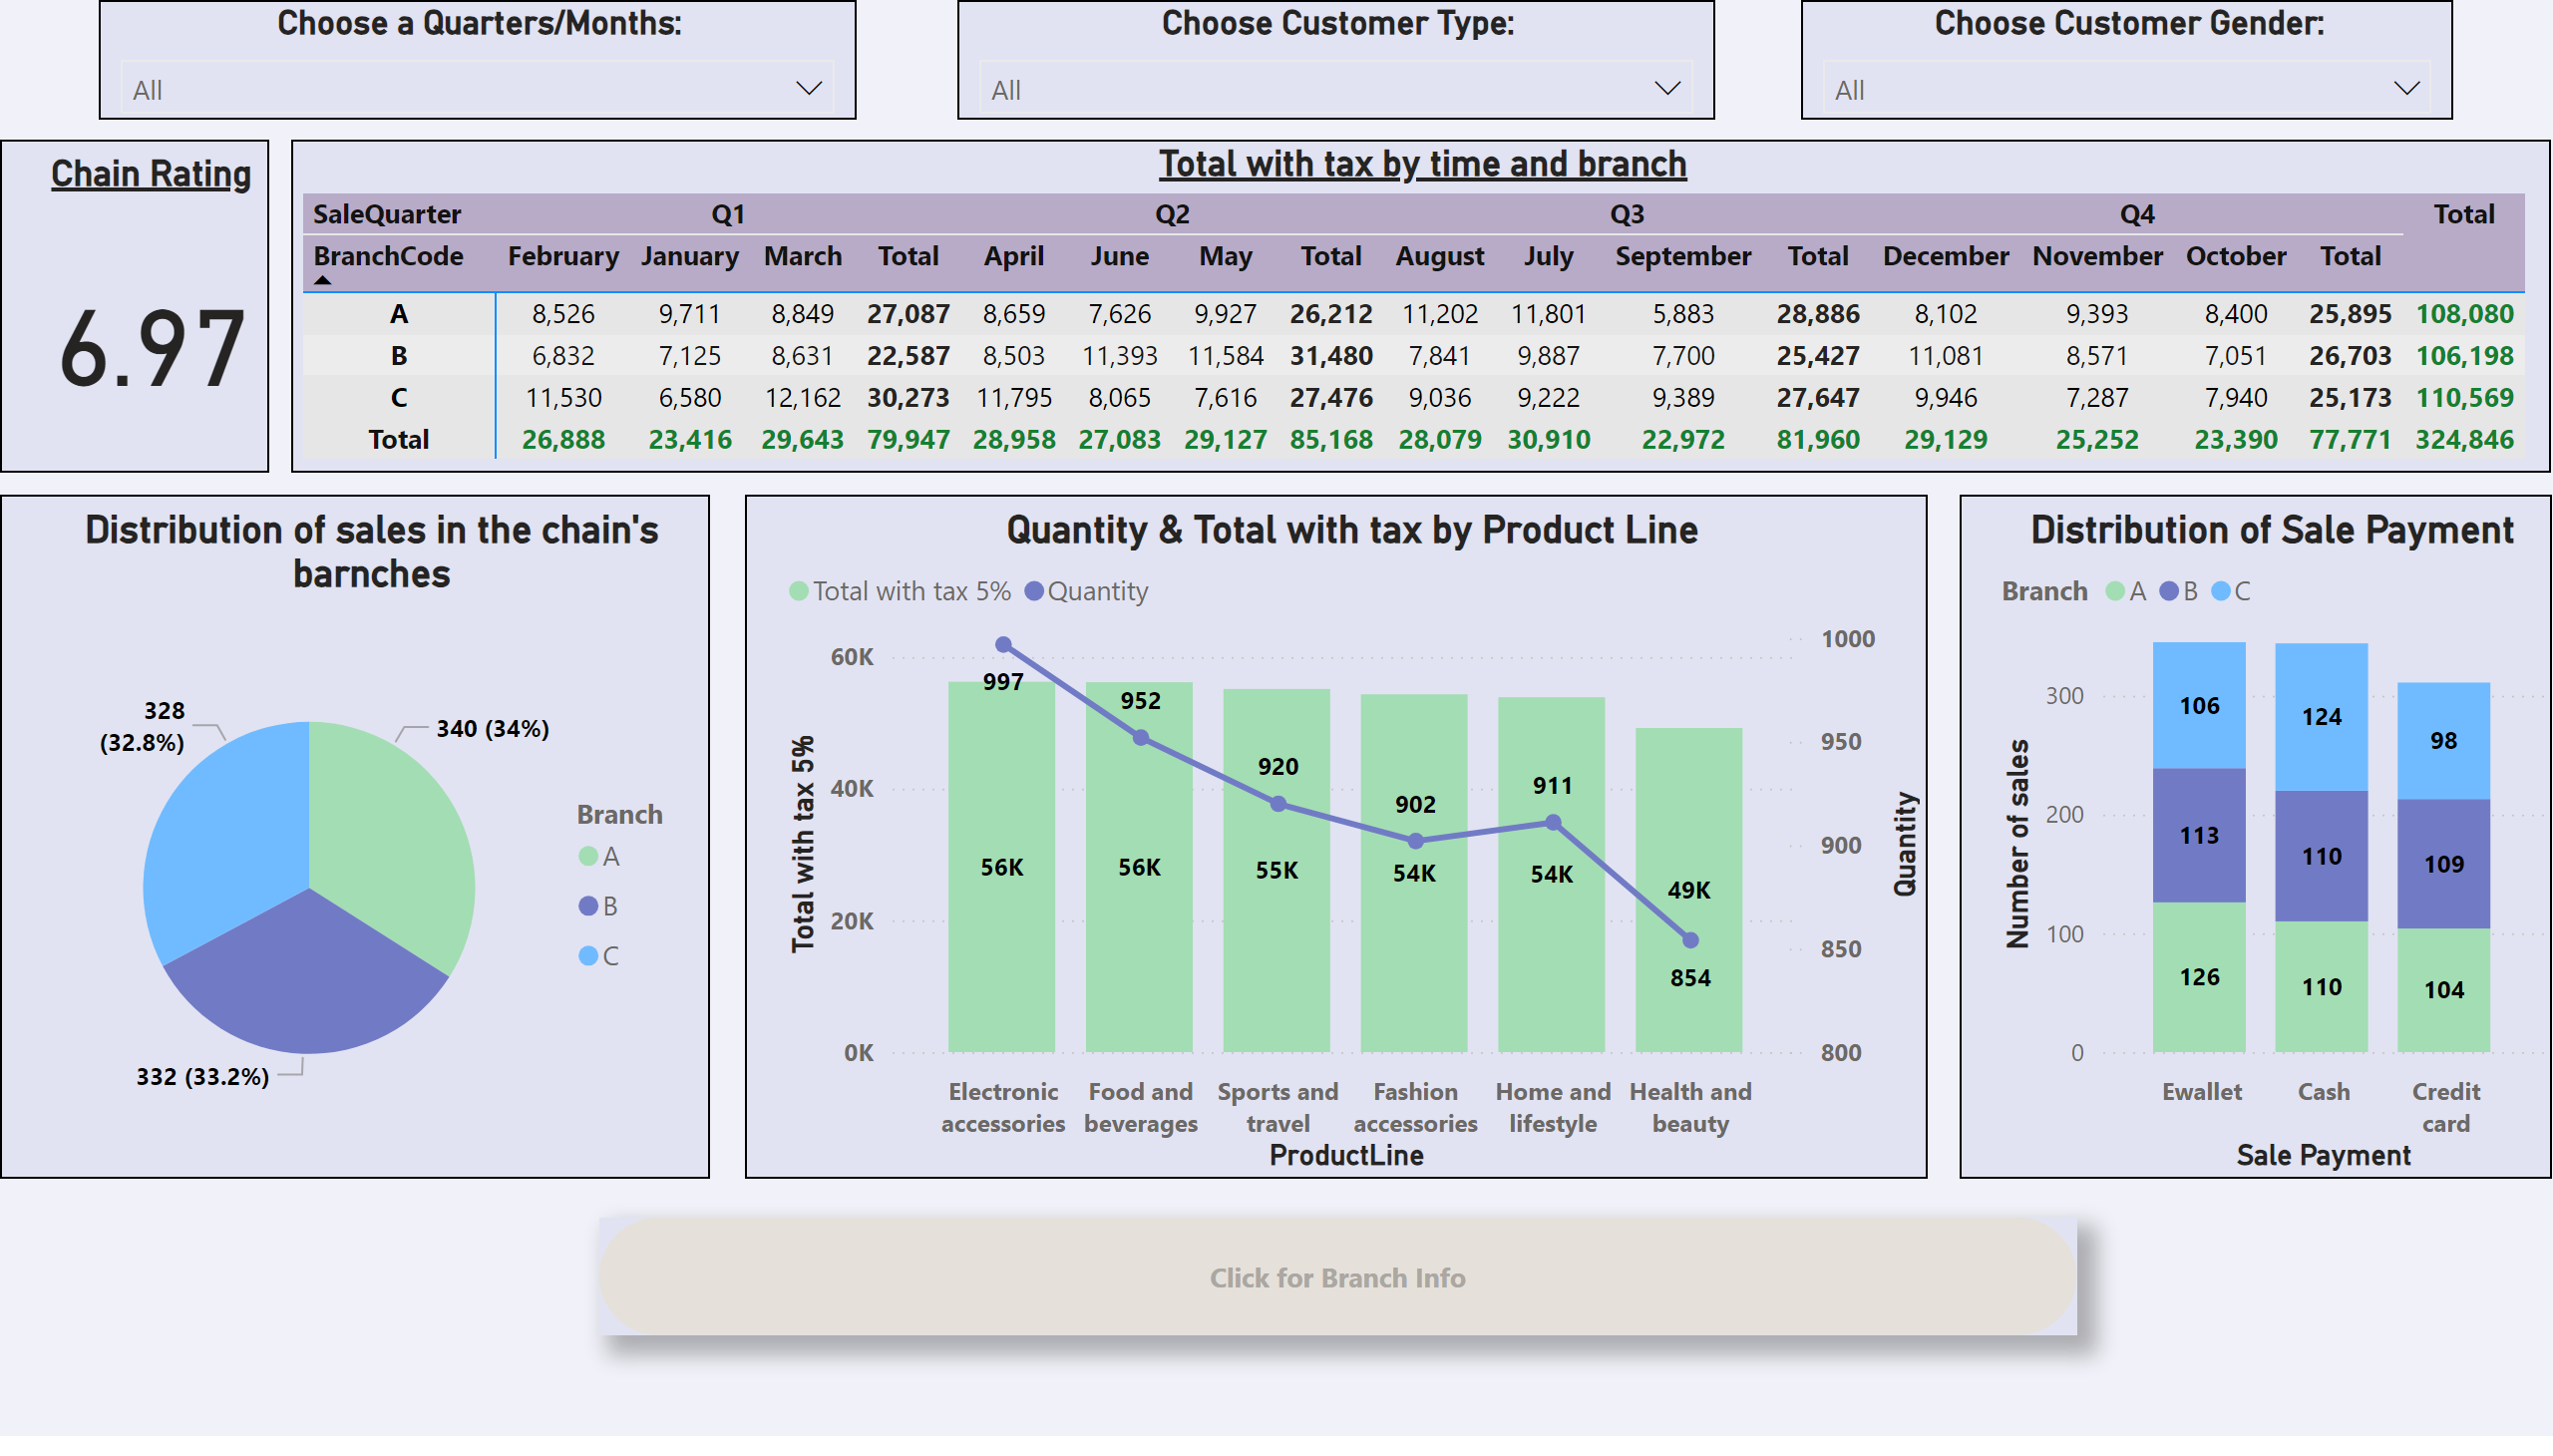 Choose a Quarters/Months:
All
Choose Customer Type:
All
Choose Customer Gender:
All
Chain Rating
6.97
Total with tax by time and branch
SaleQuarter Q1 Q2 Q3 Q4 Total
BranchCode February January March Total April June May Total August July September Total December November October Total
A 8,526 9,711 8,849 27,087 8,659 7,626 9,927 26,212 11,202 11,801 5,883 28,886 8,102 9,393 8,400 25,895 108,080
B 6,832 7,125 8,631 22,587 8,503 11,393 11,584 31,480 7,841 9,887 7,700 25,427 11,081 8,571 7,051 26,703 106,198
C 11,530 6,580 12,162 30,273 11,795 8,065 7,616 27,476 9,036 9,222 9,389 27,647 9,946 7,287 7,940 25,173 110,569
Total 26,888 23,416 29,643 79,947 28,958 27,083 29,127 85,168 28,079 30,910 22,972 81,960 29,129 25,252 23,390 77,771 324,846
Distribution of sales in the chain's
barnches
328
(32.8%)
340 (34%)
332 (33.2%)
Branch
A
B
C
Quantity & Total with tax by Product Line
Total with tax 5% Quantity
Total with tax 5%
60K
40K
20K
0K
997
952
920
902
911
854
56K
56K
55K
54K
54K
49K
1000
950
900
850
800
Quantity
Electronic
accessories
Food and
beverages
Sports and
travel
Fashion
accessories
Home and
lifestyle
Health and
beauty
ProductLine
Distribution of Sale Payment
Branch A B C
Number of sales
300
200
100
0
106
113
126
124
110
110
98
109
104
Ewallet
Cash
Credit
card
Sale Payment
Click for Branch Info